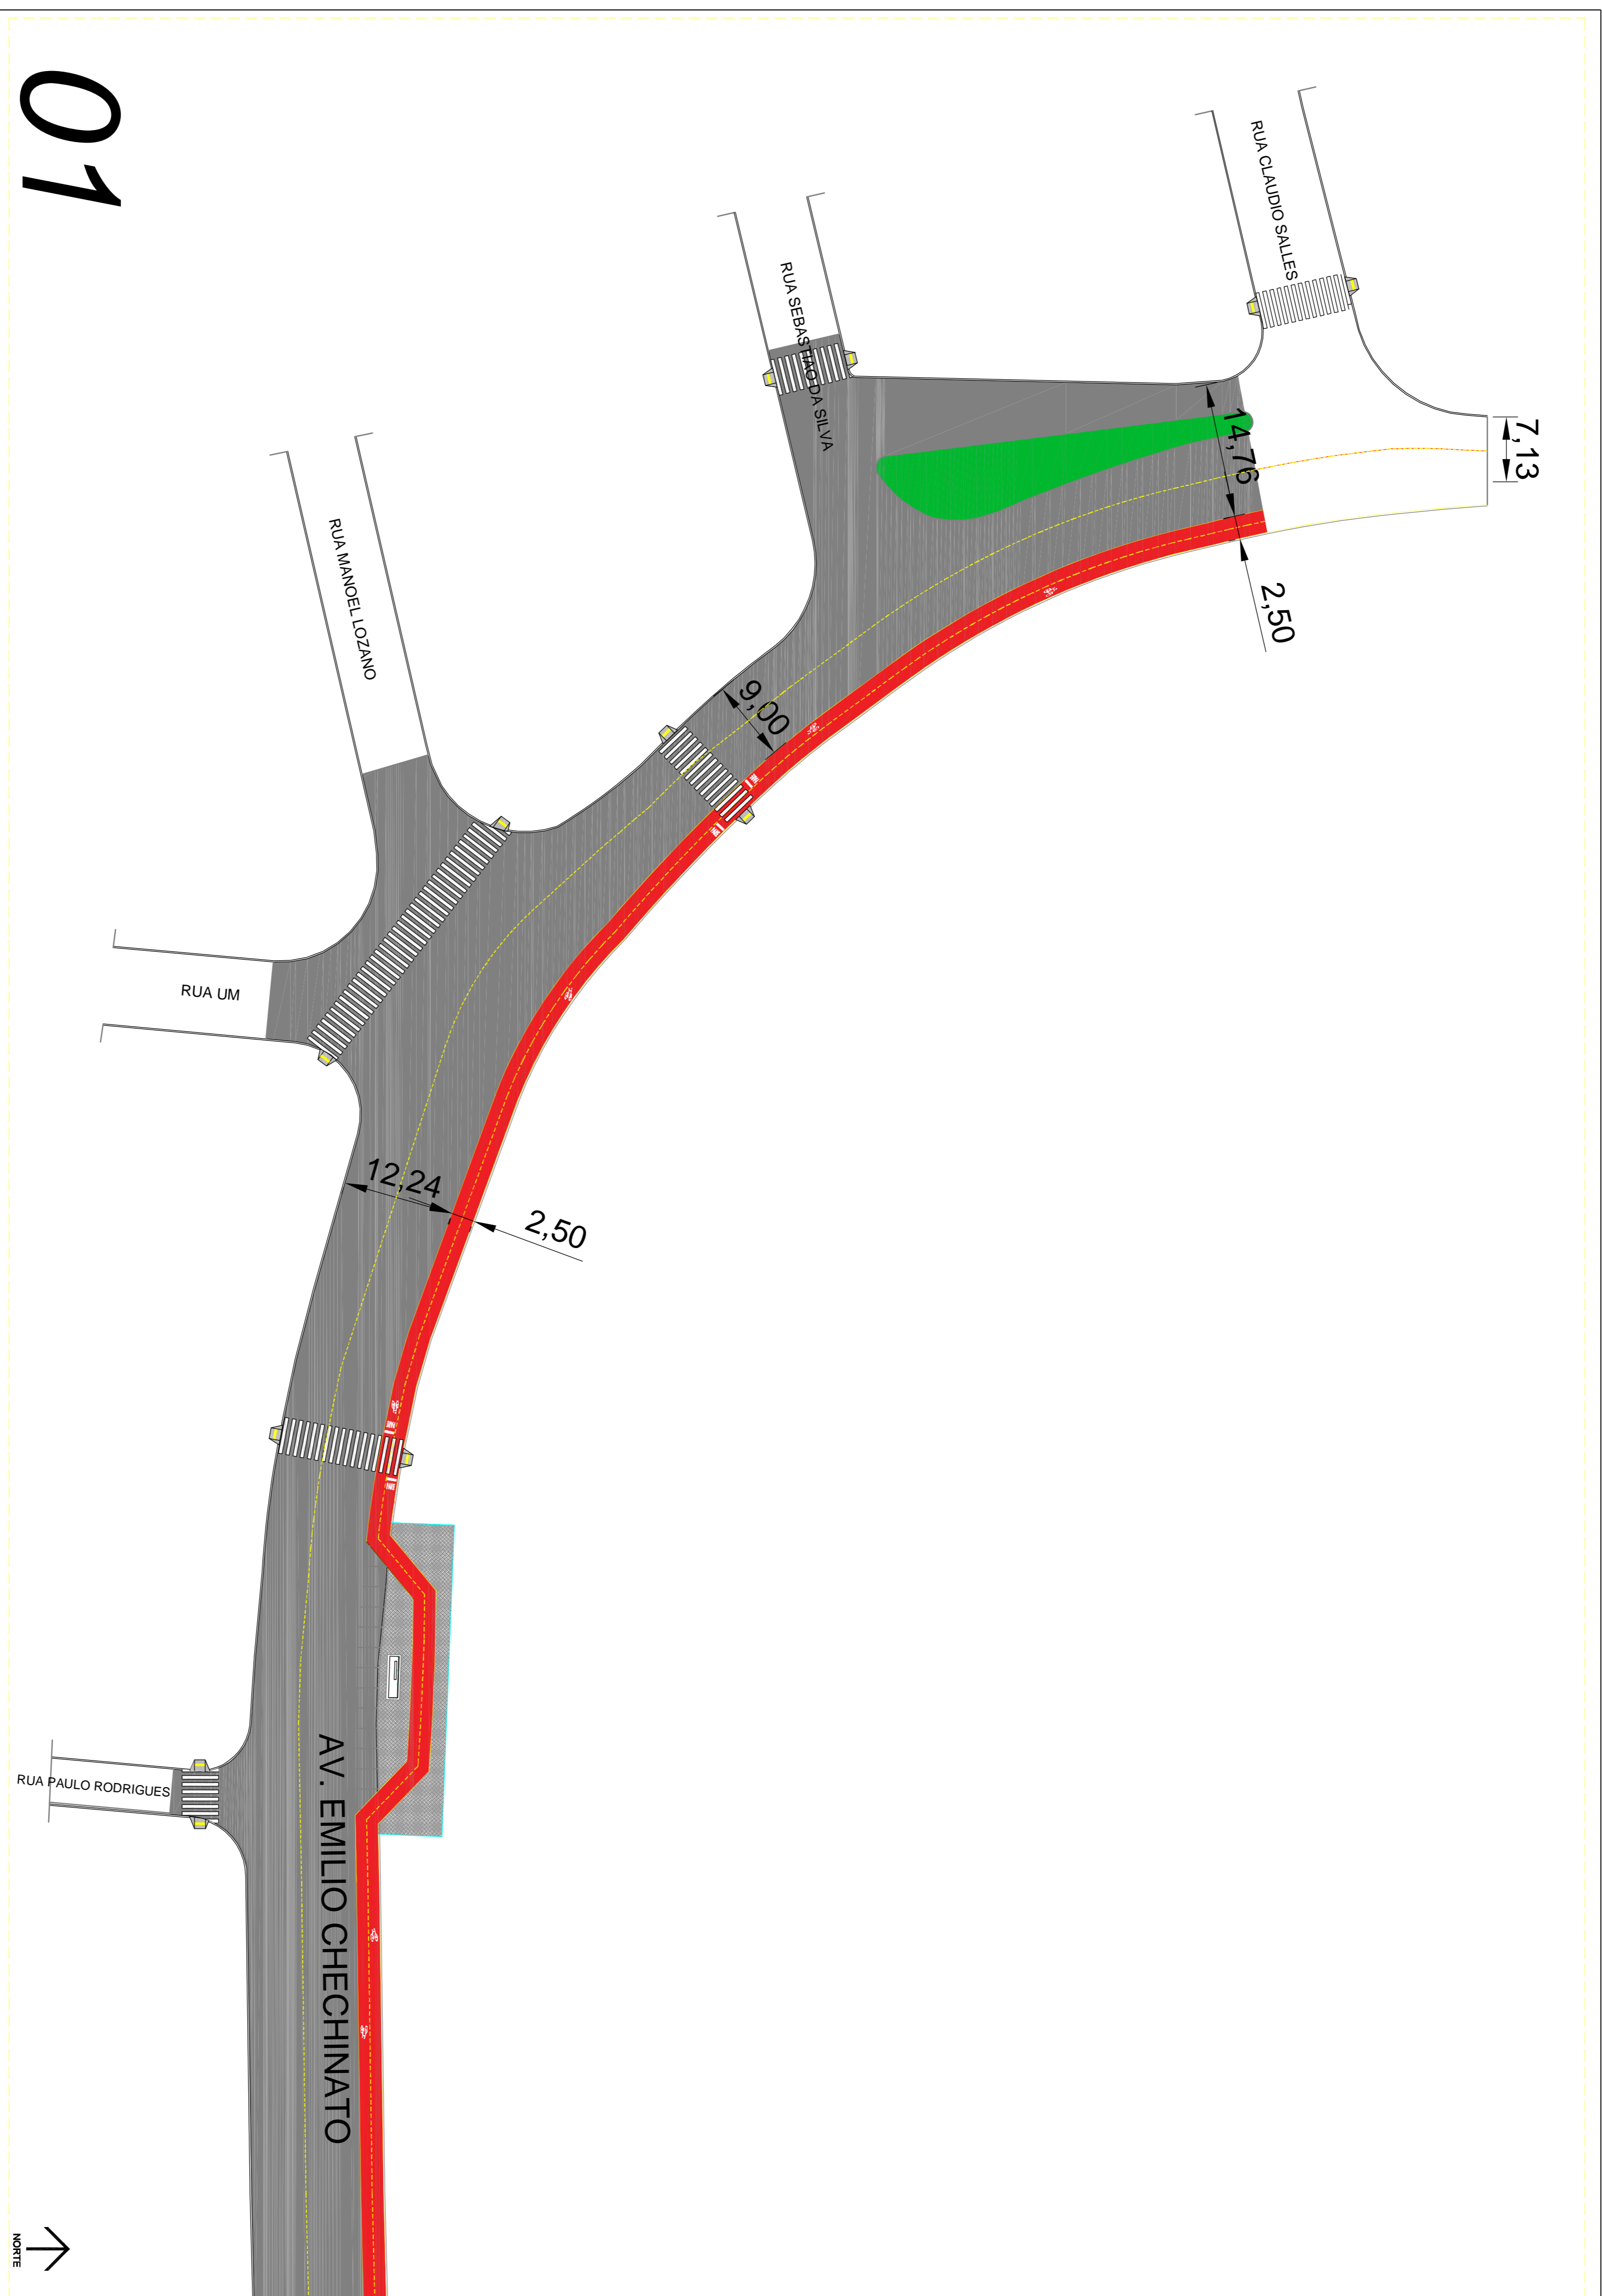 01
RUA CLAUDIO SALLES
RUA SEBASTIAO DA SILVA
7,13
14,76
2,50
RUA MANOEL LOZANO
9,00
RUA UM
12,24
2,50
RUA PAULO RODRIGUES
AV. EMILIO CHECHINATO
NORTE